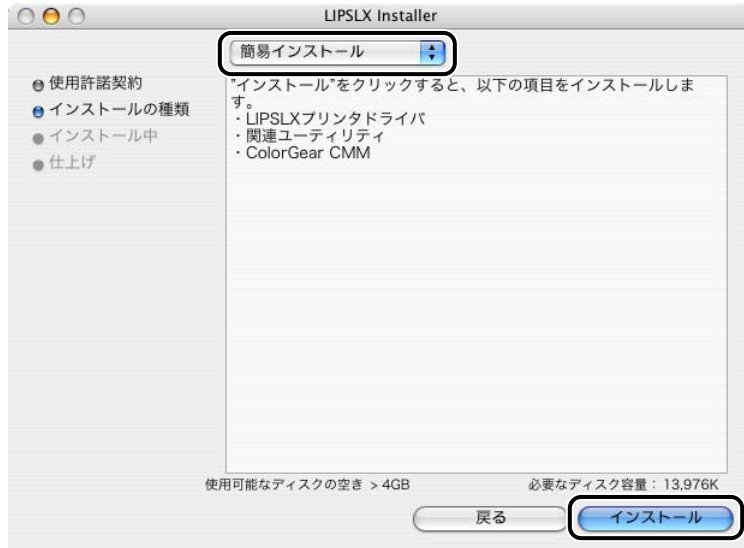 LIPSLX Installer
簡易インストール
使用許諾契約
インストールの種類
インストール中
仕上げ
"インストール"をクリックすると、以下の項目をインストールしま
す。
・LIPSLXプリンタドライバ
・関連ユーティリティ
・ColorGear CMM
使用可能なディスクの空き > 4GB
必要なディスク容量： 13,976K
戻る
インストール